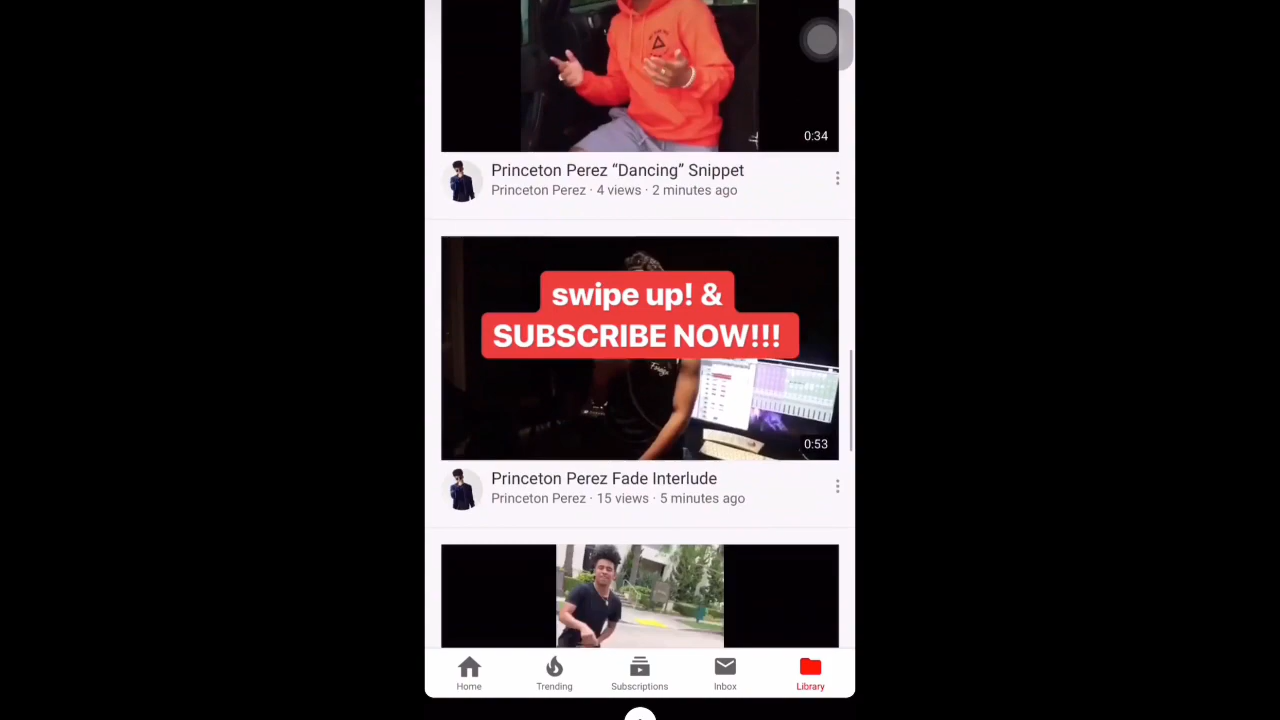 0:34
Princeton Perez “Dancing” Snippet
Princeton Perez · 4 views · 2 minutes ago
swipe up! &
SUBSCRIBE NOW!!!
0:53
Princeton Perez Fade Interlude
Princeton Perez · 15 views · 5 minutes ago
Home Trending Subscriptions Inbox Library